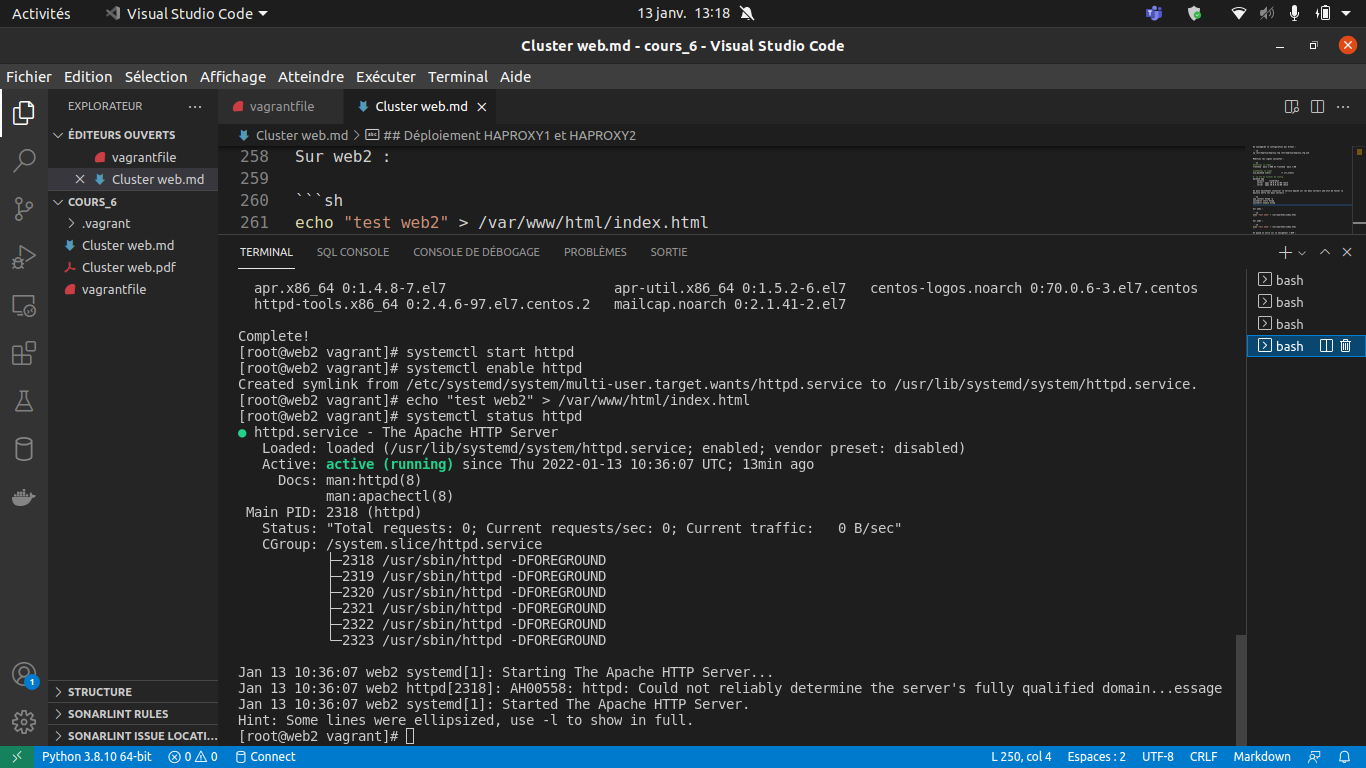 Activités Visual Studio Code 13 janv. 13:18
Cluster web.md - cours_6 - Visual Studio Code
Fichier Edition Sélection Affichage Atteindre Exécuter Terminal Aide
EXPLORATEUR
ÉDITEURS OUVERTS
vagrantfile
Cluster web.md
COURS_6
.vagrant
Cluster web.md
Cluster web.pdf
vagrantfile
STRUCTURE
SONARLINT RULES
SONARLINT ISSUE LOCATI...
1
vagrantfile Cluster web.md
Cluster web.md > abc ## Déploiement HAPROXY1 et HAPROXY2
258 Sur web2 :
259
260 ```sh
261 echo "test web2" > /var/www/html/index.html
TERMINAL SQL CONSOLE CONSOLE DE DÉBOGAGE PROBLÈMES SORTIE
apr.x86_64 0:1.4.8-7.el7 apr-util.x86_64 0:1.5.2-6.el7 centos-logos.noarch 0:70.0.6-3.el7.centos
httpd-tools.x86_64 0:2.4.6-97.el7.centos.2 mailcap.noarch 0:2.1.41-2.el7
Complete!
[root@web2 vagrant]# systemctl start httpd
[root@web2 vagrant]# systemctl enable httpd
Created symlink from /etc/systemd/system/multi-user.target.wants/httpd.service to /usr/lib/systemd/system/httpd.service.
[root@web2 vagrant]# echo "test web2" > /var/www/html/index.html
[root@web2 vagrant]# systemctl status httpd
● httpd.service - The Apache HTTP Server
Loaded: loaded (/usr/lib/systemd/system/httpd.service; enabled; vendor preset: disabled)
Active: active (running) since Thu 2022-01-13 10:36:07 UTC; 13min ago
Docs: man:httpd(8)
man:apachectl(8)
Main PID: 2318 (httpd)
Status: "Total requests: 0; Current requests/sec: 0; Current traffic:   0 B/sec"
CGroup: /system.slice/httpd.service
├─2318 /usr/sbin/httpd -DFOREGROUND
├─2319 /usr/sbin/httpd -DFOREGROUND
├─2320 /usr/sbin/httpd -DFOREGROUND
├─2321 /usr/sbin/httpd -DFOREGROUND
├─2322 /usr/sbin/httpd -DFOREGROUND
└─2323 /usr/sbin/httpd -DFOREGROUND
Jan 13 10:36:07 web2 systemd[1]: Starting The Apache HTTP Server...
Jan 13 10:36:07 web2 httpd[2318]: AH00558: httpd: Could not reliably determine the server's fully qualified domain...essage
Jan 13 10:36:07 web2 systemd[1]: Started The Apache HTTP Server.
Hint: Some lines were ellipsized, use -l to show in full.
[root@web2 vagrant]#
bash
bash
bash
bash
Python 3.8.10 64-bit 0 0 Connect L 250, col 4 Espaces : 2 UTF-8 CRLF Markdown